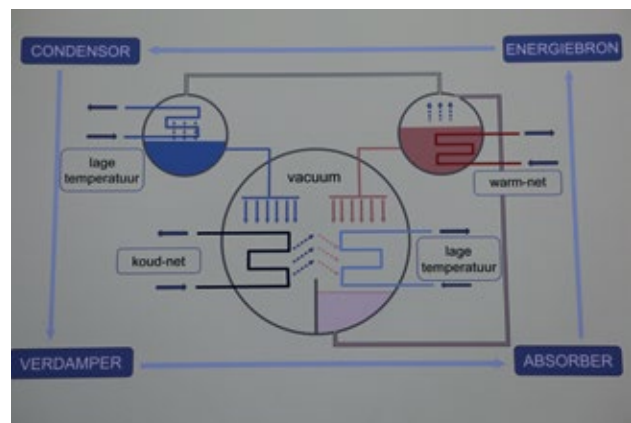 CONDENSOR
ENERGIEBRON
lage
temperatuur
vacuum
warm-net
koud-net
lage
temperatuur
VERDAMPER
ABSORBER